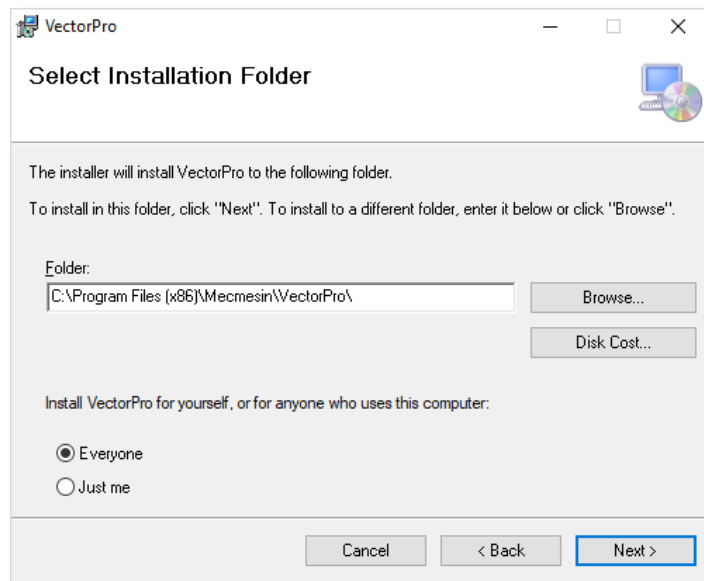 VectorPro
Select Installation Folder
The installer will install VectorPro to the following folder.
To install in this folder, click "Next". To install to a different folder, enter it below or click "Browse".
Folder:
C:\Program Files (x86)\Mecmesin\VectorPro\
Browse...
Disk Cost...
Install VectorPro for yourself, or for anyone who uses this computer:
Everyone
Just me
Cancel
< Back
Next >